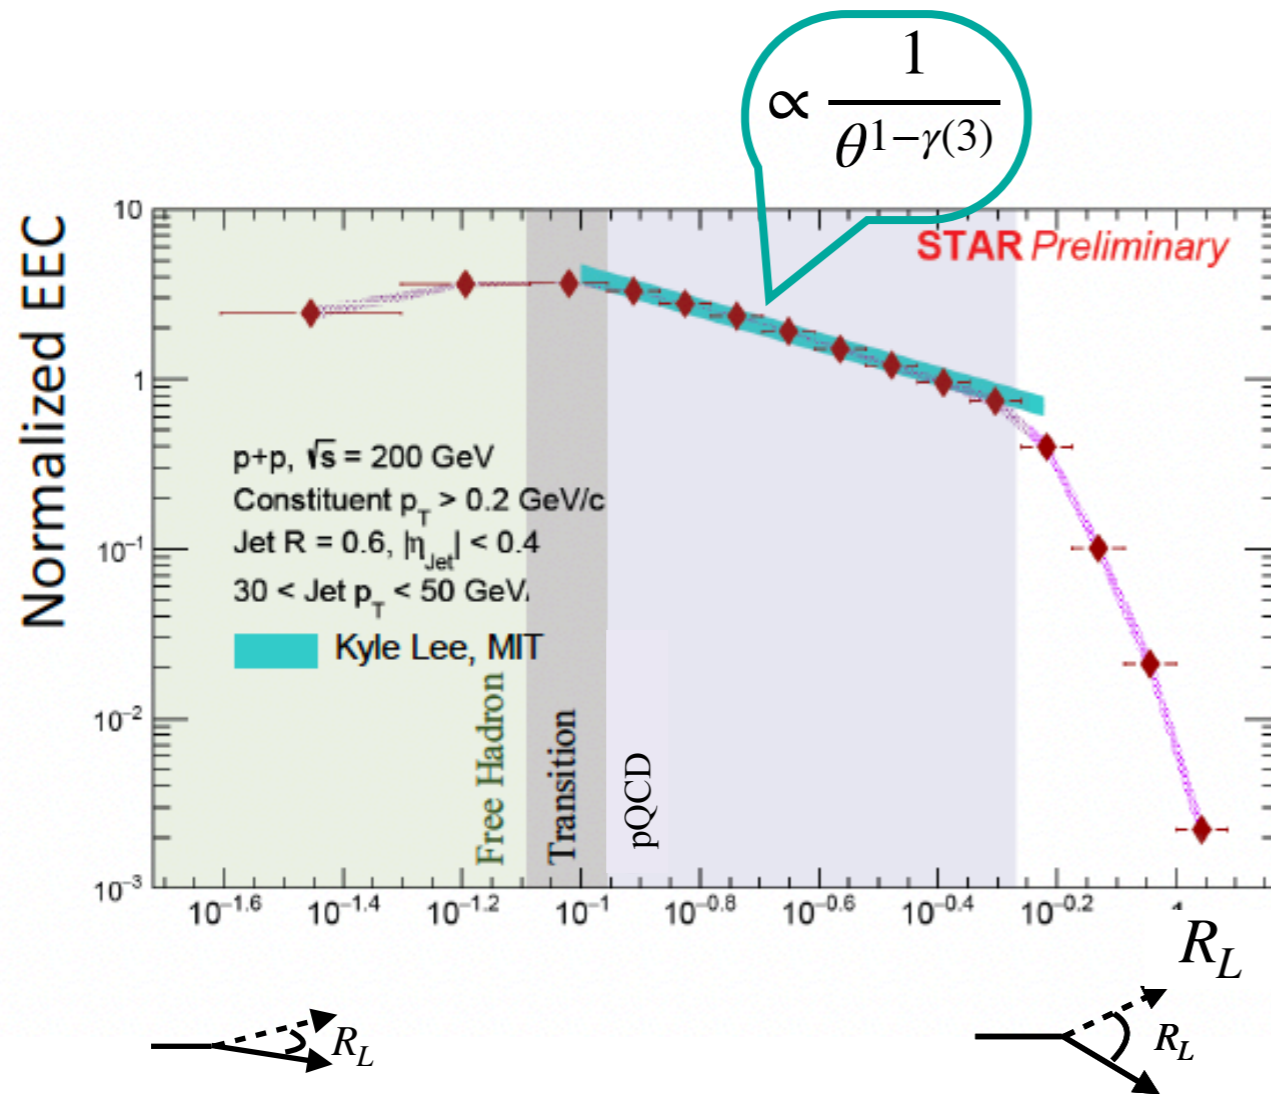 ∝ 1/θ^{1−γ(3)}
10
STAR Preliminary
1
10^{-1}
10^{-2}
10^{-3}
Normalized EEC
p+p, √s = 200 GeV
Constituent p_T > 0.2 GeV/c
Jet R = 0.6, |η_{Jet}| < 0.4
30 < Jet p_T < 50 GeV/
Kyle Lee, MIT
Free Hadron
Transition
pQCD
10^{-1.6} 10^{-1.4} 10^{-1.2} 10^{-1} 10^{-0.8} 10^{-0.6} 10^{-0.4} 10^{-0.2}
R_L
R_L
R_L